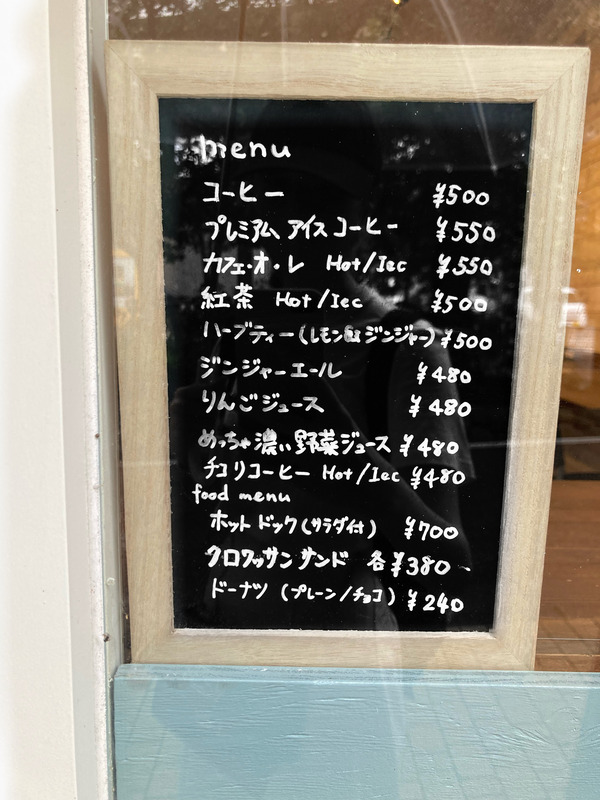 menu
コーヒー ¥500
プレミアムアイスコーヒー ¥550
カフェ・オ・レ Hot/Iec ¥550
紅茶 Hot/Iec ¥500
ハーブティー(レモン&ジンジャー) ¥500
ジンジャーエール ¥480
りんごジュース ¥480
めっちゃ濃い野菜ジュース ¥480
チコリコーヒー Hot/Iec ¥480
food menu
ホットドック(サラダ付) ¥700
クロワッサンサンド 各¥380
ドーナツ (プレーン/チョコ) ¥240